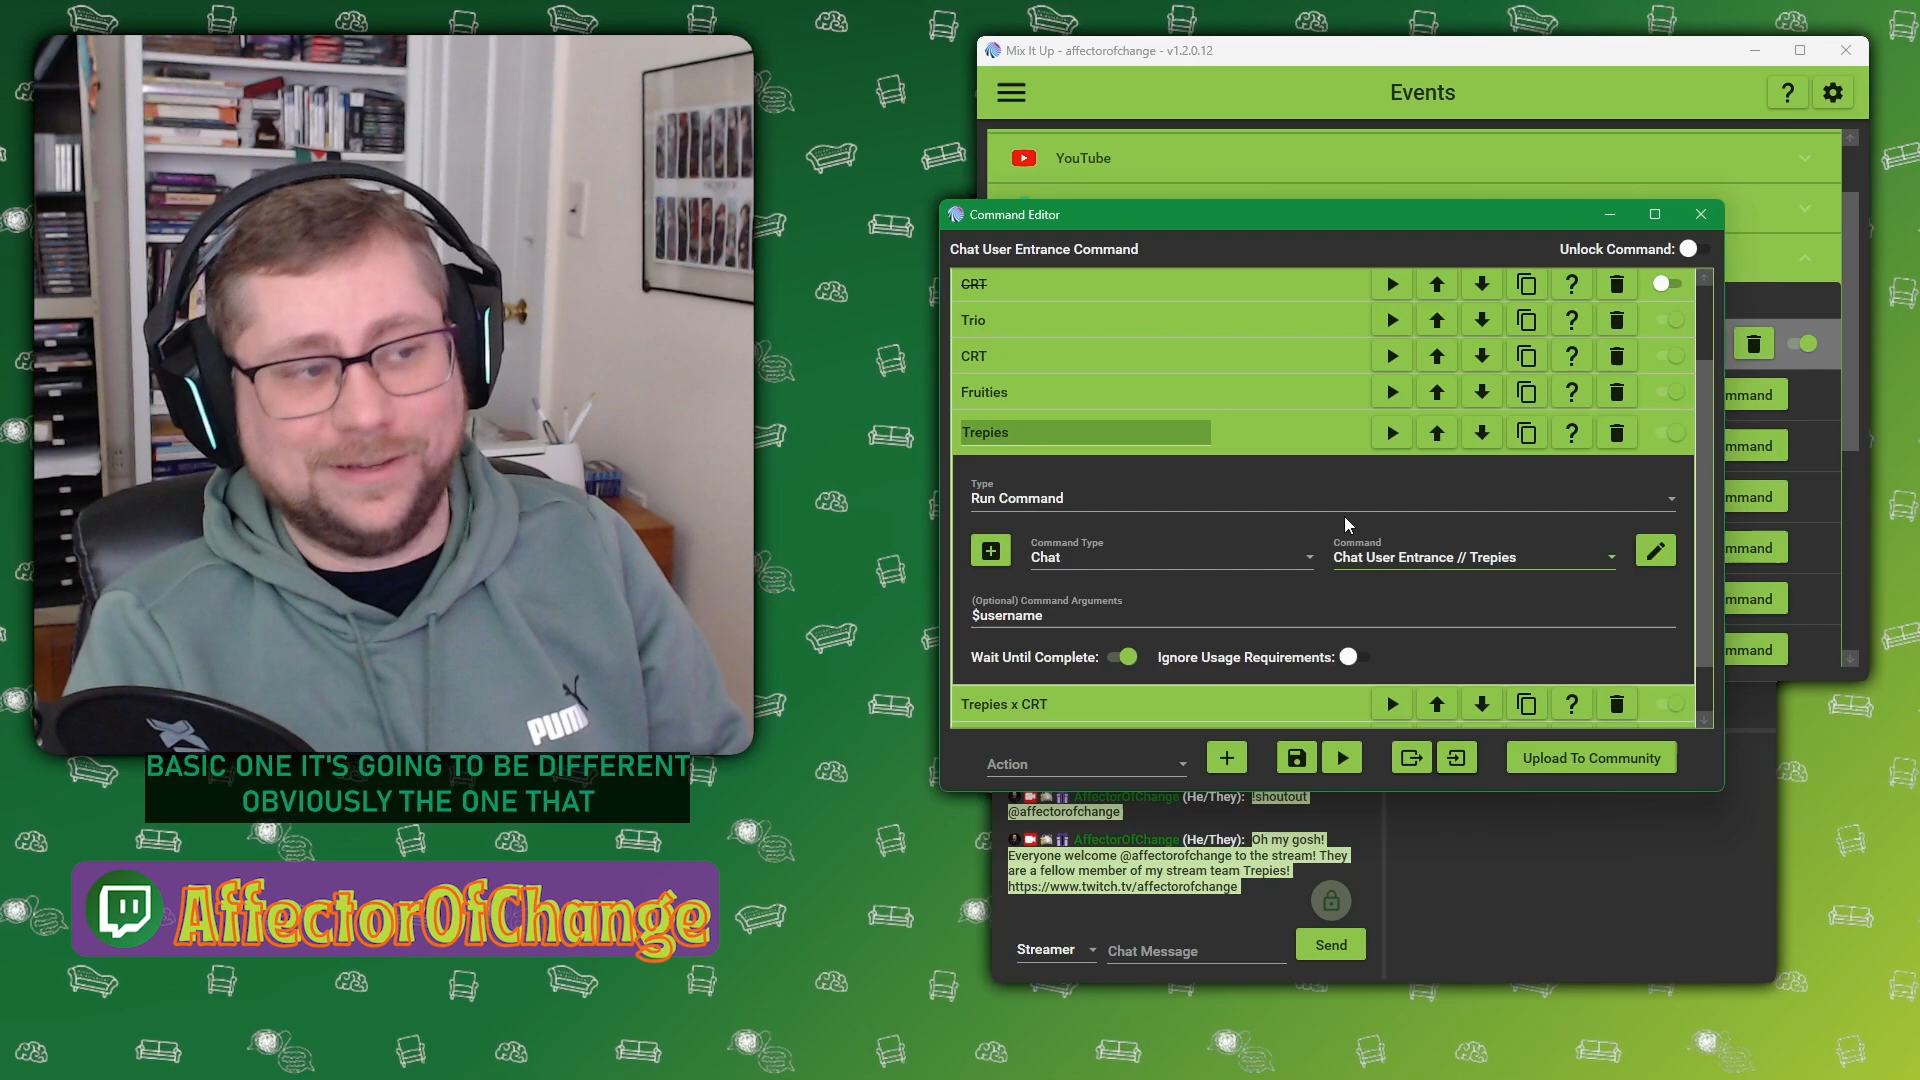 Mix It Up - affectorofchange - v1.2.0.12
Events
?
YouTube
Command Editor
Chat User Entrance Command
Unlock Command:
CRT
?
Trio
?
CRT
?
Fruities
?
Trepies
?
Type
Run Command
Command Type
Chat
Command
Chat User Entrance // Trepies
(Optional) Command Arguments
$username
Wait Until Complete:
Ignore Usage Requirements:
Trepies x CRT
?
Action
Upload To Community
mmand
mmand
mmand
mmand
mmand
mmand
AffectorOfChange (He/They): !shoutout
@affectorofchange
AffectorOfChange (He/They): Oh my gosh!
Everyone welcome @affectorofchange to the stream! They
are a fellow member of my stream team Trepies!
https://www.twitch.tv/affectorofchange
Streamer
Chat Message
Send
PUMA
BASIC ONE IT'S GOING TO BE DIFFERENT
OBVIOUSLY THE ONE THAT
AffectorOfChange